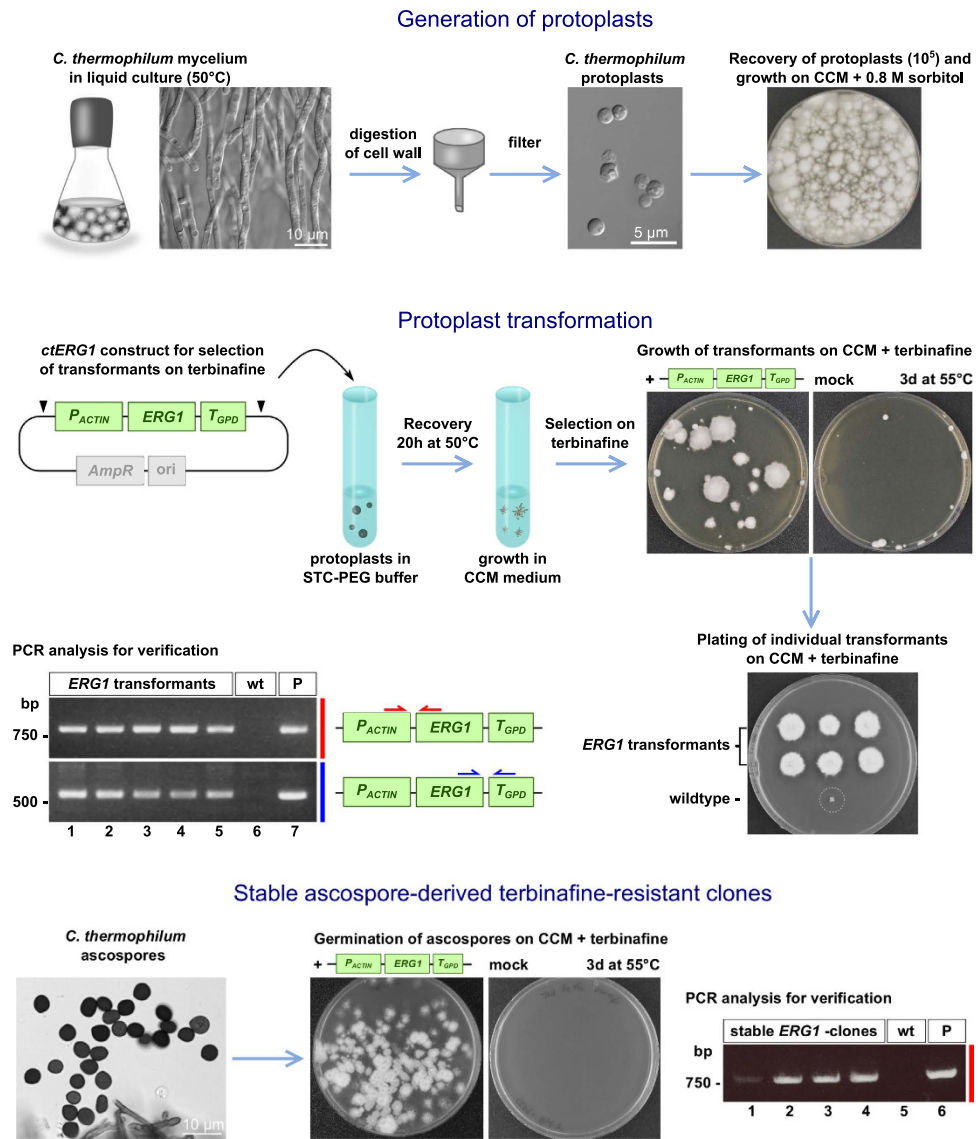 Generation of protoplasts
C. thermophilum mycelium
in liquid culture (50°C)
10 µm
digestion
of cell wall
filter
C. thermophilum
protoplasts
5 µm
Recovery of protoplasts (10⁵) and
growth on CCM + 0.8 M sorbitol
Protoplast transformation
ctERG1 construct for selection
of transformants on terbinafine
P_ACTIN ERG1 T_GPD
AmpR ori
Recovery
20h at 50°C
Selection on
terbinafine
protoplasts in
STC-PEG buffer
growth in
CCM medium
Growth of transformants on CCM + terbinafine
+ P_ACTIN ERG1 T_GPD mock 3d at 55°C
Plating of individual transformants
on CCM + terbinafine
ERG1 transformants -
wildtype -
PCR analysis for verification
ERG1 transformants wt P
bp
750 -
500 -
1 2 3 4 5 6 7
P_ACTIN ERG1 T_GPD
P_ACTIN ERG1 T_GPD
Stable ascospore-derived terbinafine-resistant clones
C. thermophilum
ascospores
10 µm
Germination of ascospores on CCM + terbinafine
+ P_ACTIN ERG1 T_GPD mock 3d at 55°C
PCR analysis for verification
stable ERG1 -clones wt P
bp
750 -
1 2 3 4 5 6